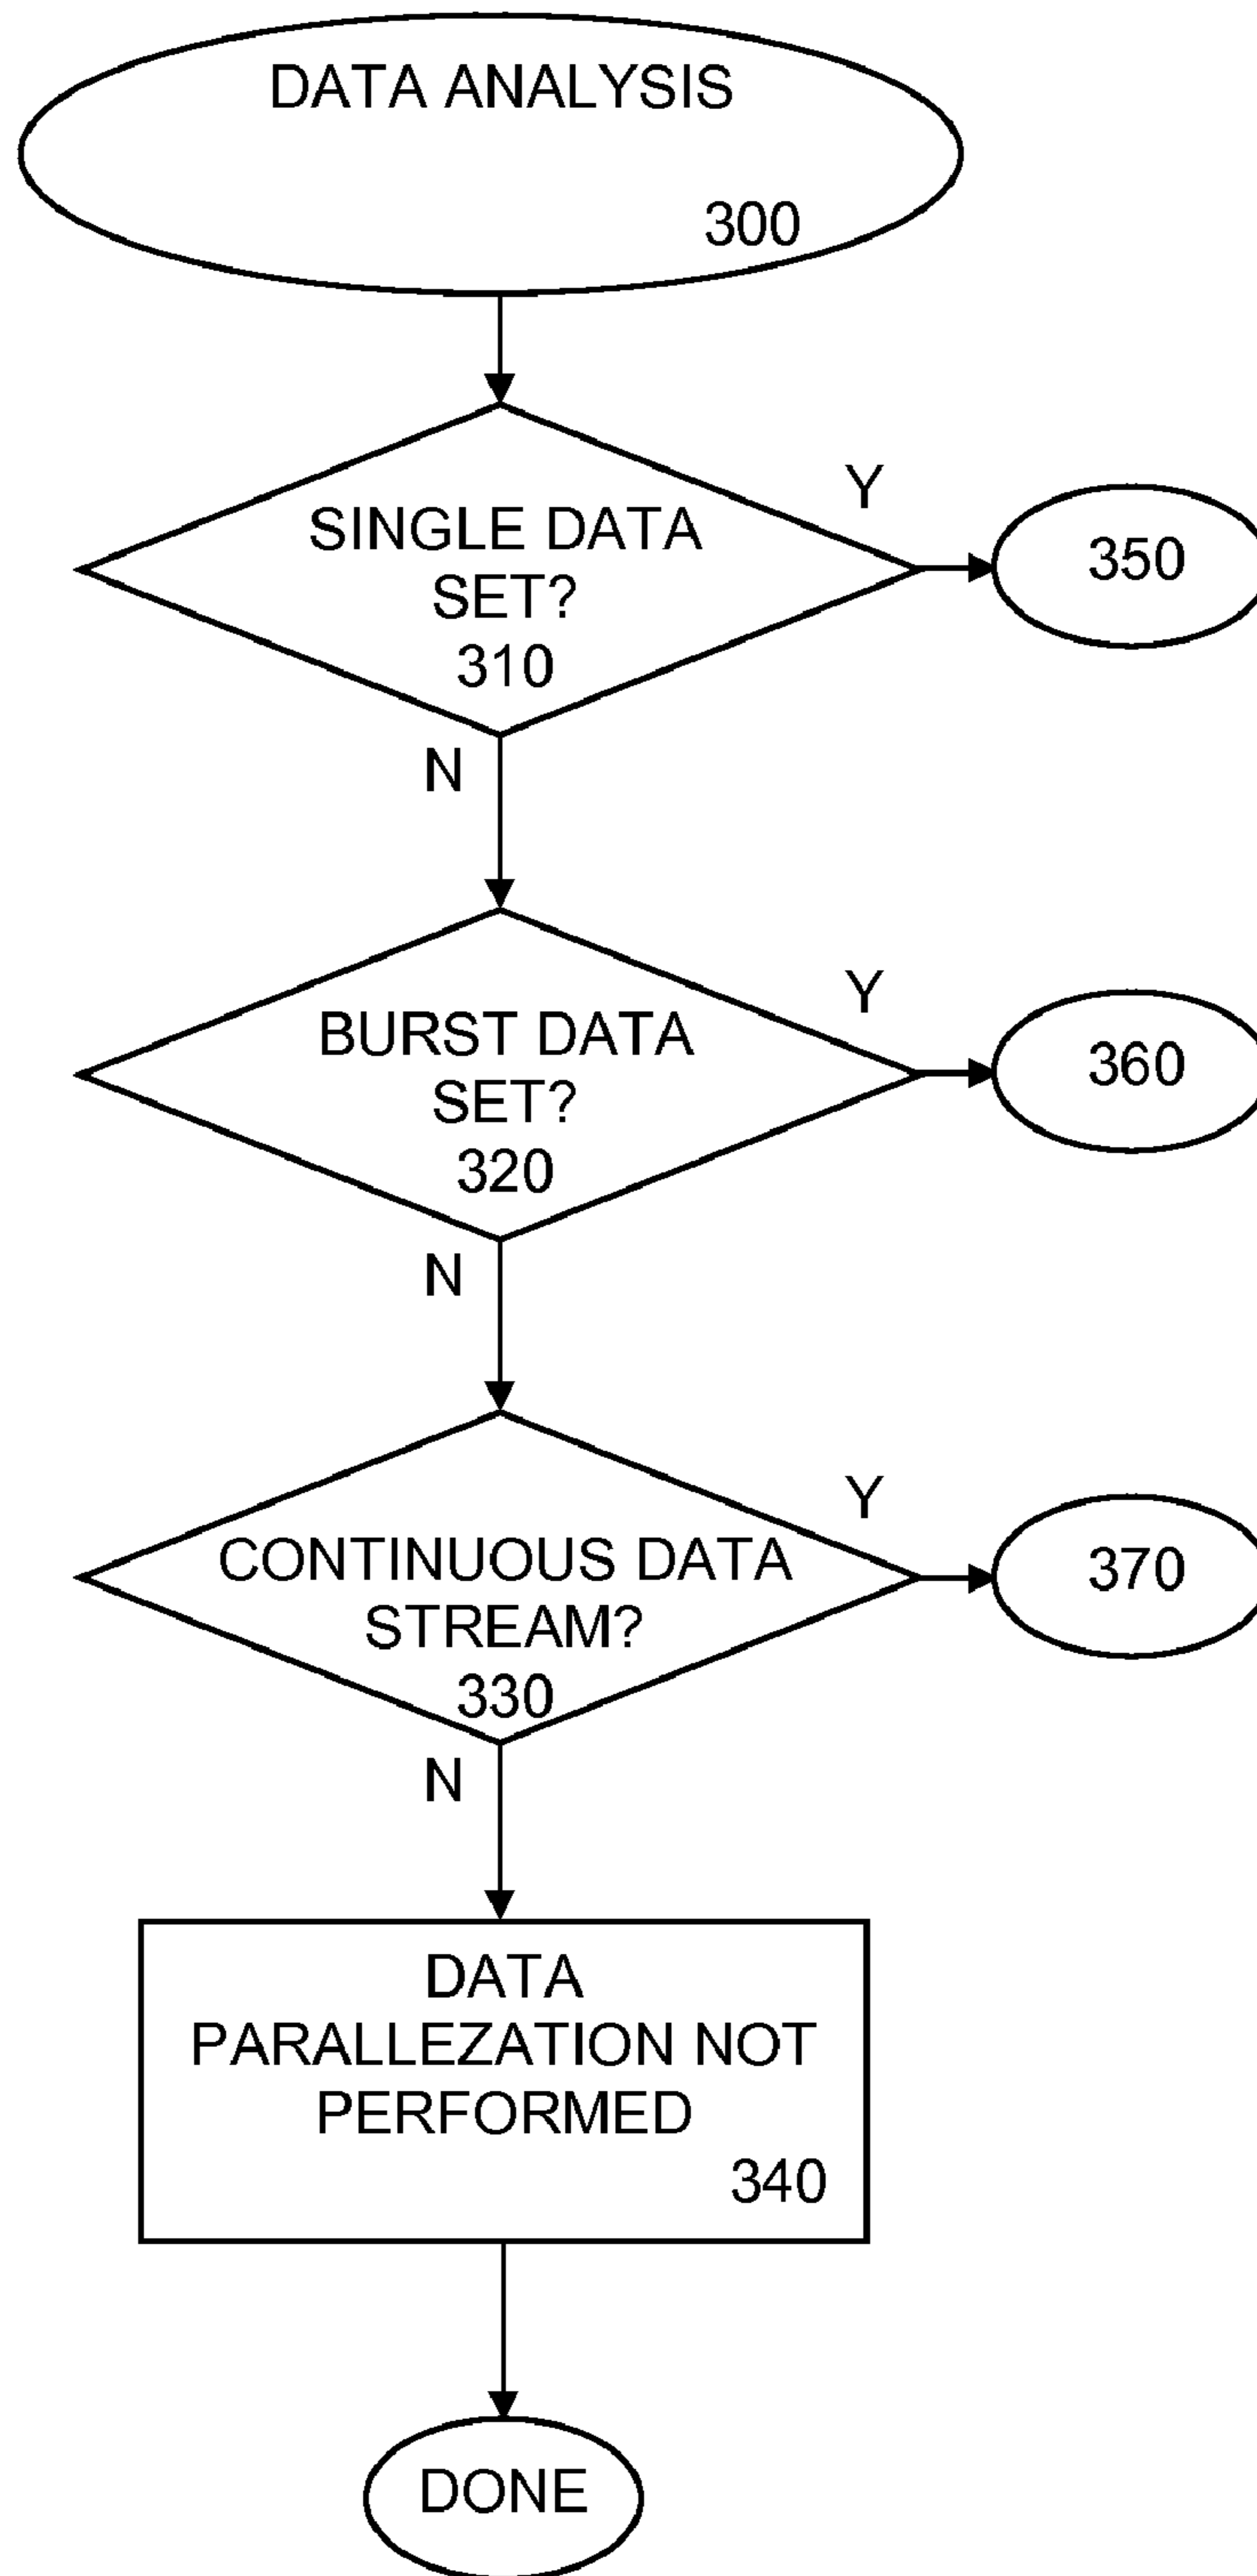 DATA ANALYSIS
300
SINGLE DATA
SET?
310
Y
350
N
BURST DATA
SET?
320
Y
360
N
CONTINUOUS DATA
STREAM?
330
Y
370
N
DATA
PARALLEZATION NOT
PERFORMED
340
DONE